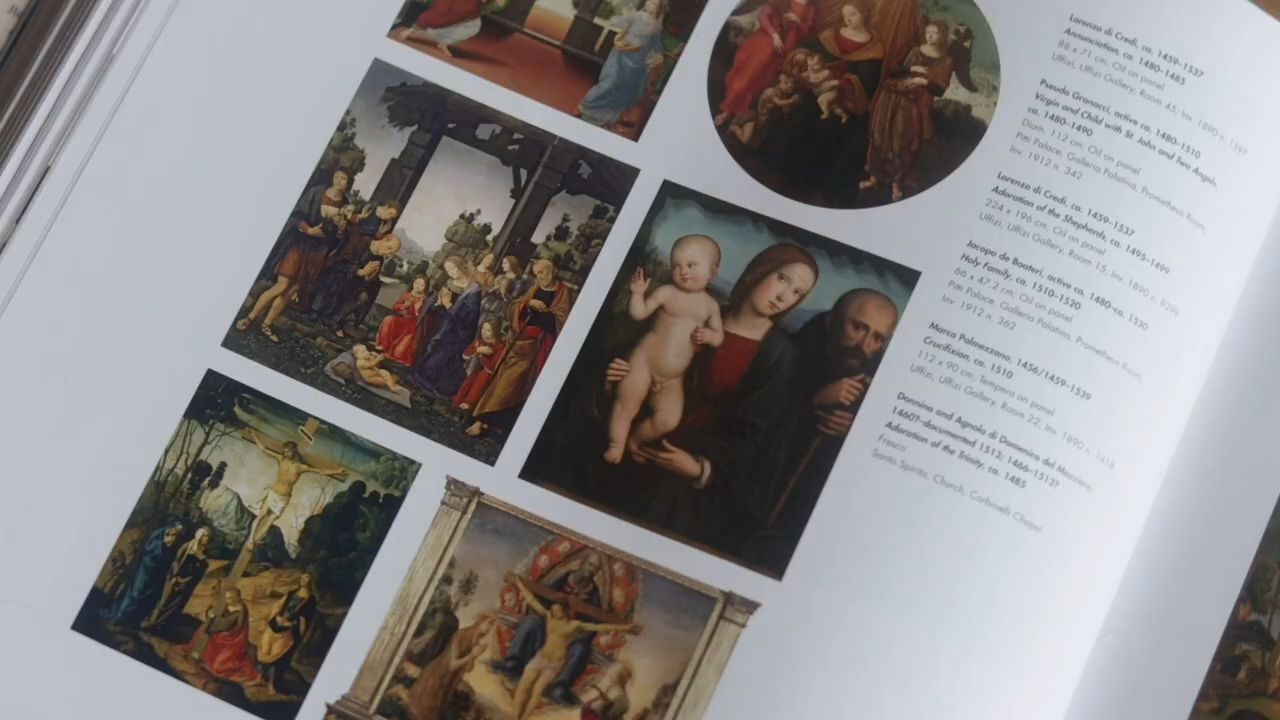 Lorenzo di Credi, ca. 1459–1537
Annunciation, ca. 1480–1485
88 x 71 cm; Oil on panel
Uffizi, Uffizi Gallery, Room 45, Inv. 1890 n. 1597
Pseudo Granacci, active ca. 1480–1510
Virgin and Child with St. John and Two Angels,
ca. 1480–1490
Diam. 112 cm; Oil on panel
Pitti Palace, Galleria Palatina, Prometheus Room,
Inv. 1912 n. 342
Lorenzo di Credi, ca. 1459–1537
Adoration of the Shepherds, ca. 1495–1499
224 x 196 cm; Oil on panel
Uffizi, Uffizi Gallery, Room 15, Inv. 1890 n. 8399
Jacopo de Boateri, active ca. 1480–ca. 1530
Holy Family, ca. 1510–1520
66 x 47.2 cm; Oil on panel
Pitti Palace, Galleria Palatina, Prometheus Room,
Inv. 1912 n. 362
Marco Palmezzano, 1456/1459–1539
Crucifixion, ca. 1510
112 x 90 cm; Tempera on panel
Uffizi, Uffizi Gallery, Room 22, Inv. 1890 n. 1418
Donnino and Agnolo di Domenico del Mazziere,
1460?–documented 1513; 1466–1513?
Adoration of the Trinity, ca. 1485
Fresco
Santo Spirito, Church, Corbinelli Chapel